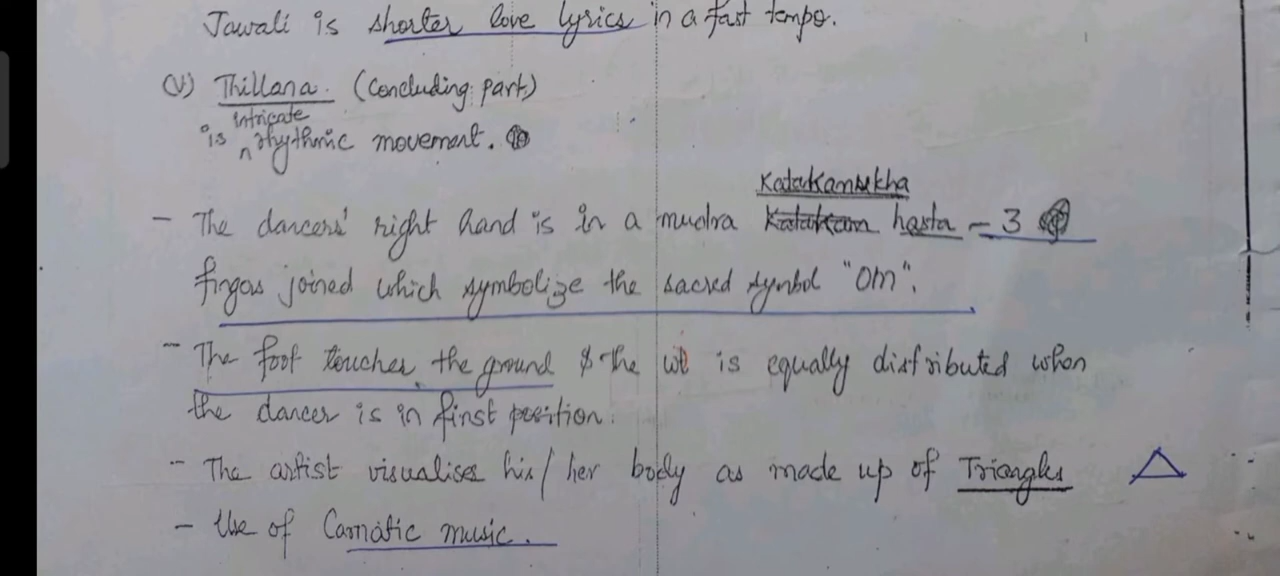 Jawali is shorter love lyrics in a fast tempo.
(V) Thillana. (Concluding part)
is intricate rhythmic movement.
Katakamukha
- The dancers' right hand is in a mudra Katakam hasta - 3
fingers joined which symbolize the sacred symbol "OM".
- The foot touches the ground & the wt is equally distributed when
the dancer is in first position.
- The artist visualises his/her body as made up of Triangles
- Use of Carnatic music.